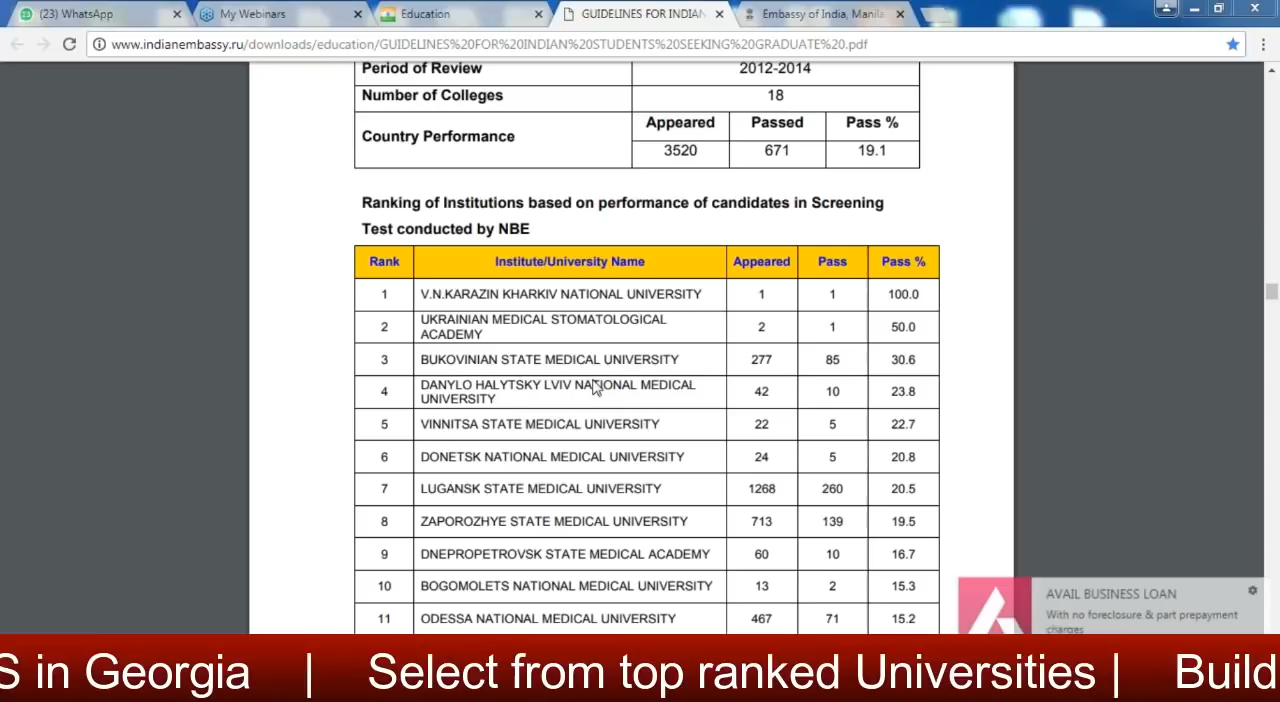 (23) WhatsApp
My Webinars
Education
GUIDELINES FOR INDIAN
Embassy of India, Manila
www.indianembassy.ru/downloads/education/GUIDELINES%20FOR%20INDIAN%20STUDENTS%20SEEKING%20GRADUATE%20.pdf
Period of Review 2012-2014
Number of Colleges 18
Country Performance Appeared Passed Pass %
3520 671 19.1
Ranking of Institutions based on performance of candidates in Screening
Test conducted by NBE
Rank Institute/University Name Appeared Pass Pass %
1 V.N.KARAZIN KHARKIV NATIONAL UNIVERSITY 1 1 100.0
2 UKRAINIAN MEDICAL STOMATOLOGICAL
ACADEMY 2 1 50.0
3 BUKOVINIAN STATE MEDICAL UNIVERSITY 277 85 30.6
4 DANYLO HALYTSKY LVIV NATIONAL MEDICAL
UNIVERSITY 42 10 23.8
5 VINNITSA STATE MEDICAL UNIVERSITY 22 5 22.7
6 DONETSK NATIONAL MEDICAL UNIVERSITY 24 5 20.8
7 LUGANSK STATE MEDICAL UNIVERSITY 1268 260 20.5
8 ZAPOROZHYE STATE MEDICAL UNIVERSITY 713 139 19.5
9 DNEPROPETROVSK STATE MEDICAL ACADEMY 60 10 16.7
10 BOGOMOLETS NATIONAL MEDICAL UNIVERSITY 13 2 15.3
11 ODESSA NATIONAL MEDICAL UNIVERSITY 467 71 15.2
AVAIL BUSINESS LOAN
With no foreclosure & part prepayment
charges
S in Georgia | Select from top ranked Universities | Build